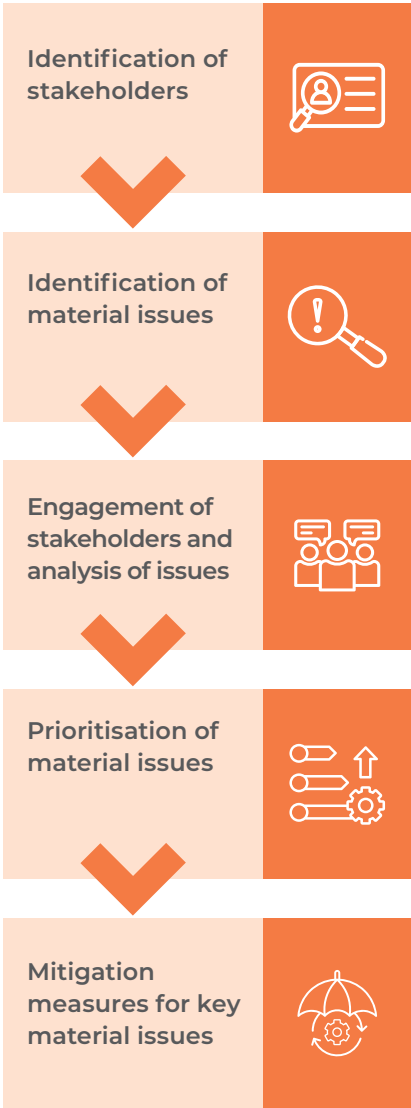 Identification of
stakeholders
Identification of
material issues
Engagement of
stakeholders and
analysis of issues
Prioritisation of
material issues
Mitigation
measures for key
material issues